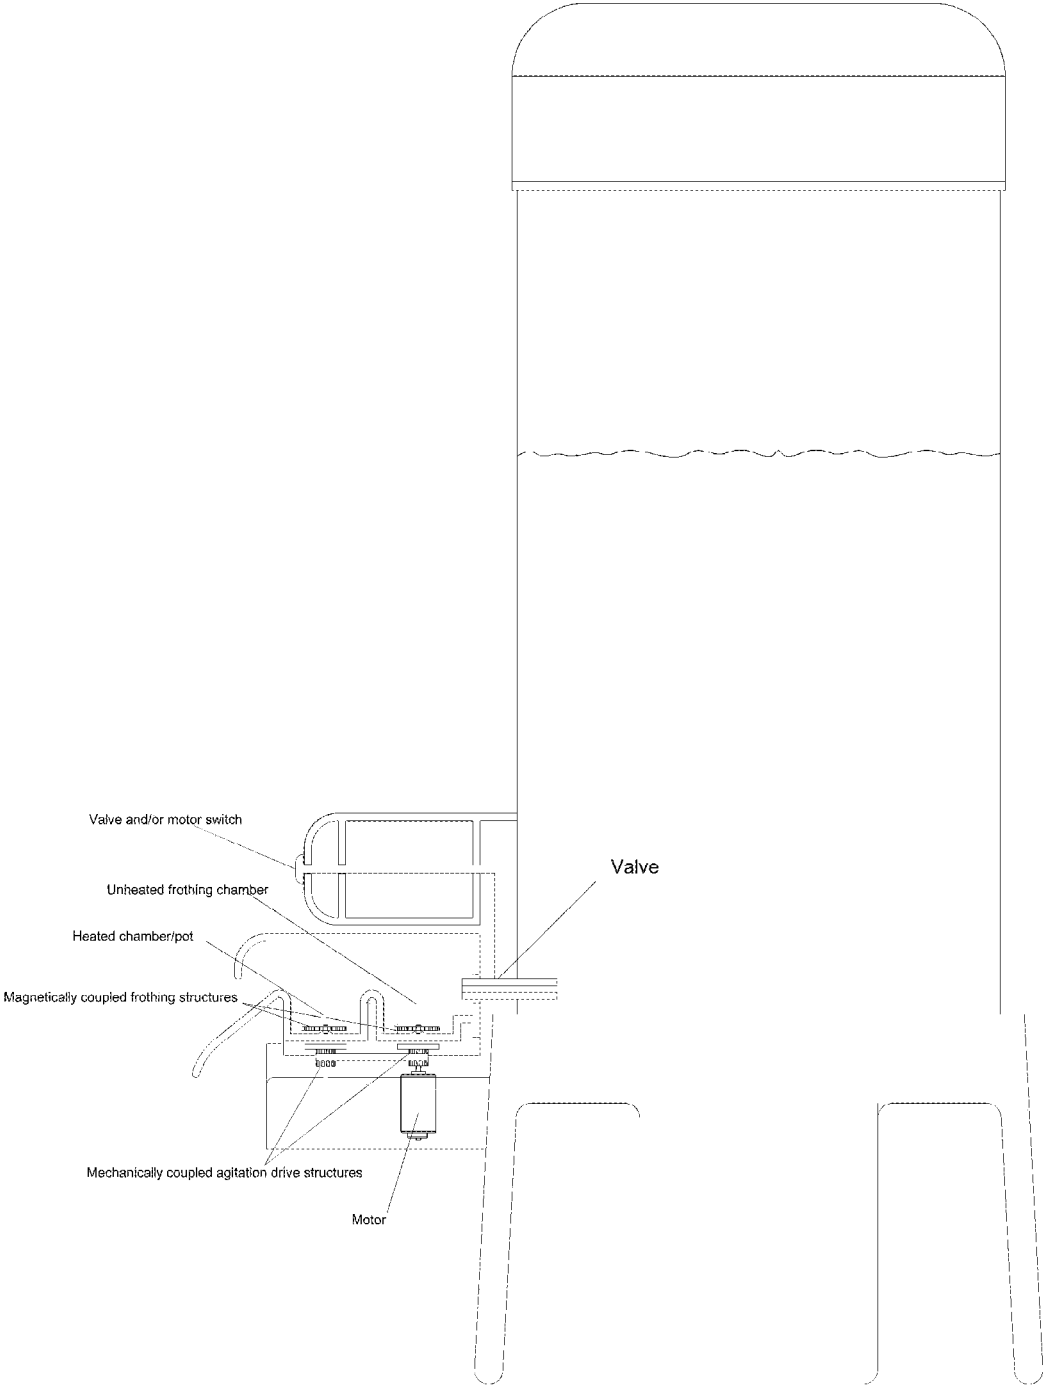 Valve and/or motor switch
Valve
Unheated frothing chamber
Heated chamber/pot
Magnetically coupled frothing structures
Mechanically coupled agitation drive structures
Motor